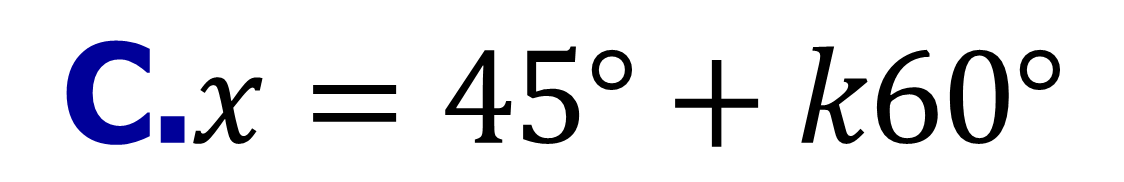 C. x = 45° + k60°